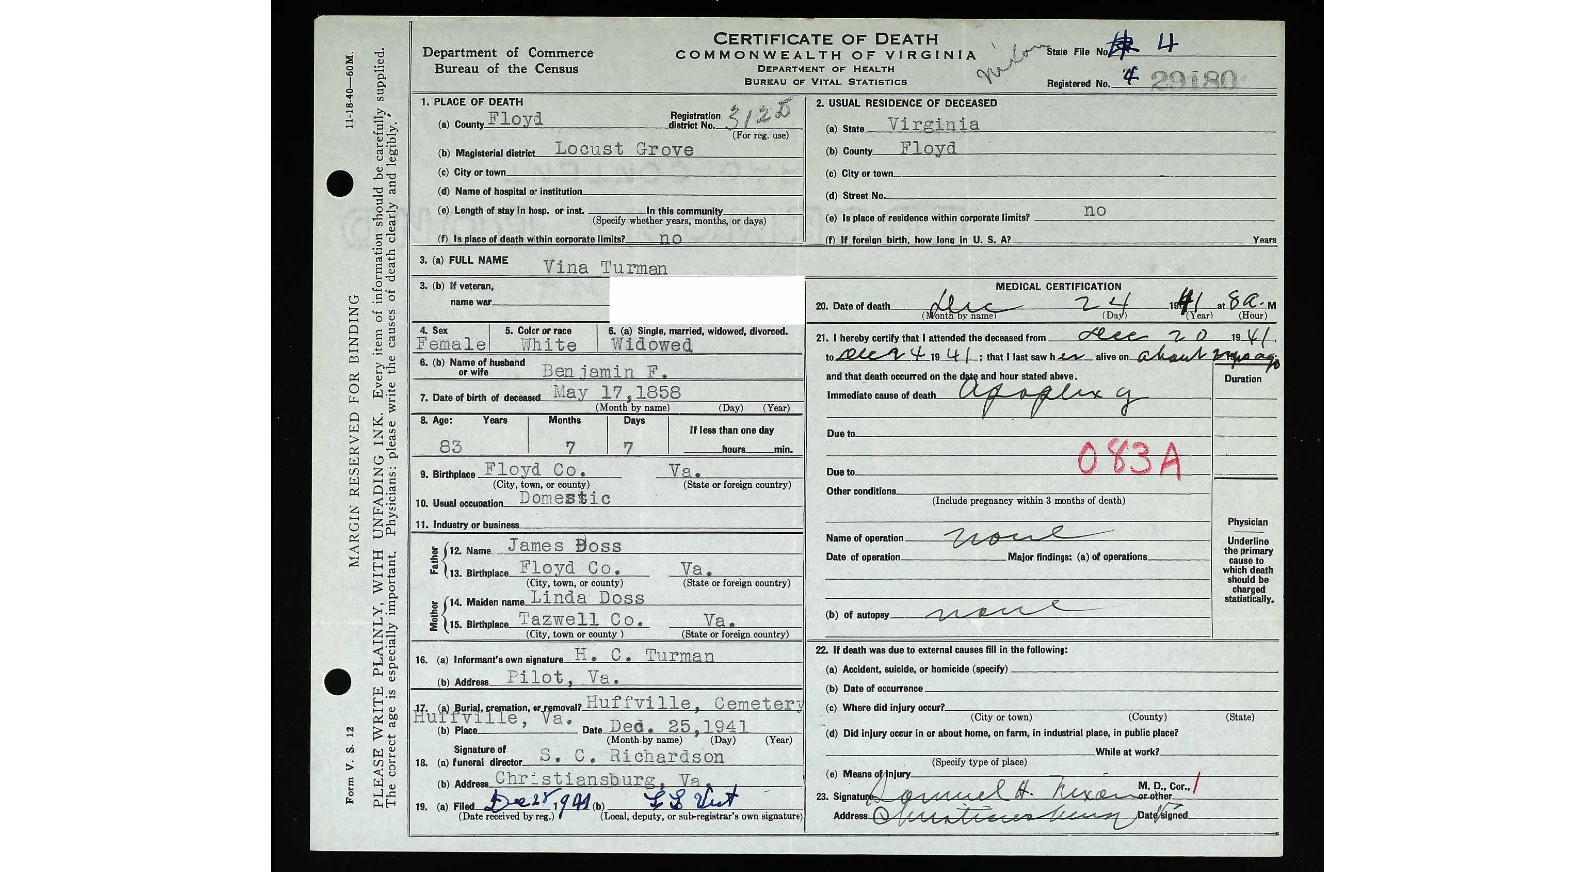 CERTIFICATE OF DEATH
COMMONWEALTH OF VIRGINIA
DEPARTMENT OF HEALTH
BUREAU OF VITAL STATISTICS
Department of Commerce
Bureau of the Census
State File No. 4
Registered No. 4 29180
11-18-40—60M.
MARGIN RESERVED FOR BINDING
PLEASE WRITE PLAINLY, WITH UNFADING INK. Every item of information should be carefully supplied.
The correct age is especially important. Physicians: please write the causes of death clearly and legibly.
Form V. S. 12
1. PLACE OF DEATH
(a) County Floyd Registration district No. 312D
(For reg. use)
(b) Magisterial district Locust Grove
(c) City or town
(d) Name of hospital or institution
(e) Length of stay in hosp. or inst. In this community
(Specify whether years, months, or days)
(f) Is place of death within corporate limits? no
2. USUAL RESIDENCE OF DECEASED
(a) State Virginia
(b) County Floyd
(c) City or town
(d) Street No.
(e) Is place of residence within corporate limits? no
(f) If foreign birth, how long in U. S. A? Years
3. (a) FULL NAME Vina Turman
3. (b) If veteran,
name war
4. Sex 5. Color or race 6. (a) Single, married, widowed, divorced.
Female White Widowed
6. (b) Name of husband
or wife Benjamin F.
7. Date of birth of deceased May 17,1858
(Month by name) (Day) (Year)
8. Age: Years Months Days If less than one day
83 7 7 hours min.
9. Birthplace Floyd Co. Va.
(City, town, or county) (State or foreign country)
10. Usual occupation Domestic
11. Industry or business
Father
12. Name James Doss
13. Birthplace Floyd Co. Va.
(City, town, or county) (State or foreign country)
Mother
14. Maiden name Linda Doss
15. Birthplace Tazwell Co. Va.
(City, town or county ) (State or foreign country)
16. (a) Informant's own signature H. C. Turman
(b) Address Pilot, Va.
17. (a) Burial, cremation, or removal? Huffville, Cemetery
Huffville, Va.
(b) Place Date Ded. 25,1941
(Month by name) (Day) (Year)
Signature of
18. (a) funeral director S. C. Richardson
(b) Address Christiansburg, Va.
19. (a) Filed Dec 28, 1941 (b)
(Date received by reg.) (Local, deputy, or sub-registrar's own signature)
MEDICAL CERTIFICATION
20. Date of death Dec 24 1941 at 8 a. M
(Month by name) (Day) (Year) (Hour)
21. I hereby certify that I attended the deceased from Dec 20 1941,
to Dec 24 1941; that I last saw her alive on about
and that death occurred on the date and hour stated above.
Duration
Immediate cause of death Apoplexy
Due to
083A
Due to
Other conditions
(Include pregnancy within 3 months of death)
Name of operation none
Date of operation Major findings: (a) of operations
(b) of autopsy none
Physician
Underline
the primary
cause to
which death
should be
charged
statistically.
22. If death was due to external causes fill in the following:
(a) Accident, suicide, or homicide (specify)
(b) Date of occurrence
(c) Where did injury occur?
(City or town) (County) (State)
(d) Did injury occur in or about home, on farm, in industrial place, in public place?
While at work?
(Specify type of place)
(e) Means of injury
23. Signature Samuel H. M. D., Cor.,
or other
Address Christiansburg Date signed